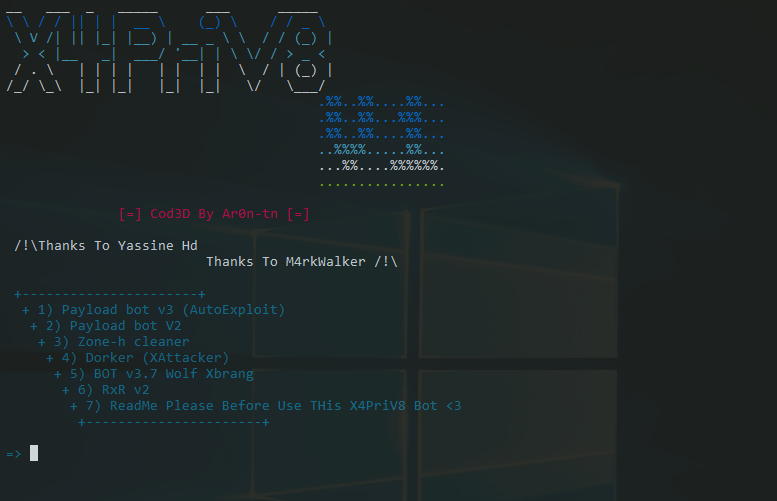 [=] Cod3D By Ar0n-tn [=]
/!\Thanks To Yassine Hd
Thanks To M4rkWalker /!\
+----------------------+
+ 1) Payload bot v3 (AutoExploit)
+ 2) Payload bot V2
+ 3) Zone-h cleaner
+ 4) Dorker (XAttacker)
+ 5) BOT v3.7 Wolf Xbrang
+ 6) RxR v2
+ 7) ReadMe Please Before Use THis X4PriV8 Bot <3
+----------------------+
=>